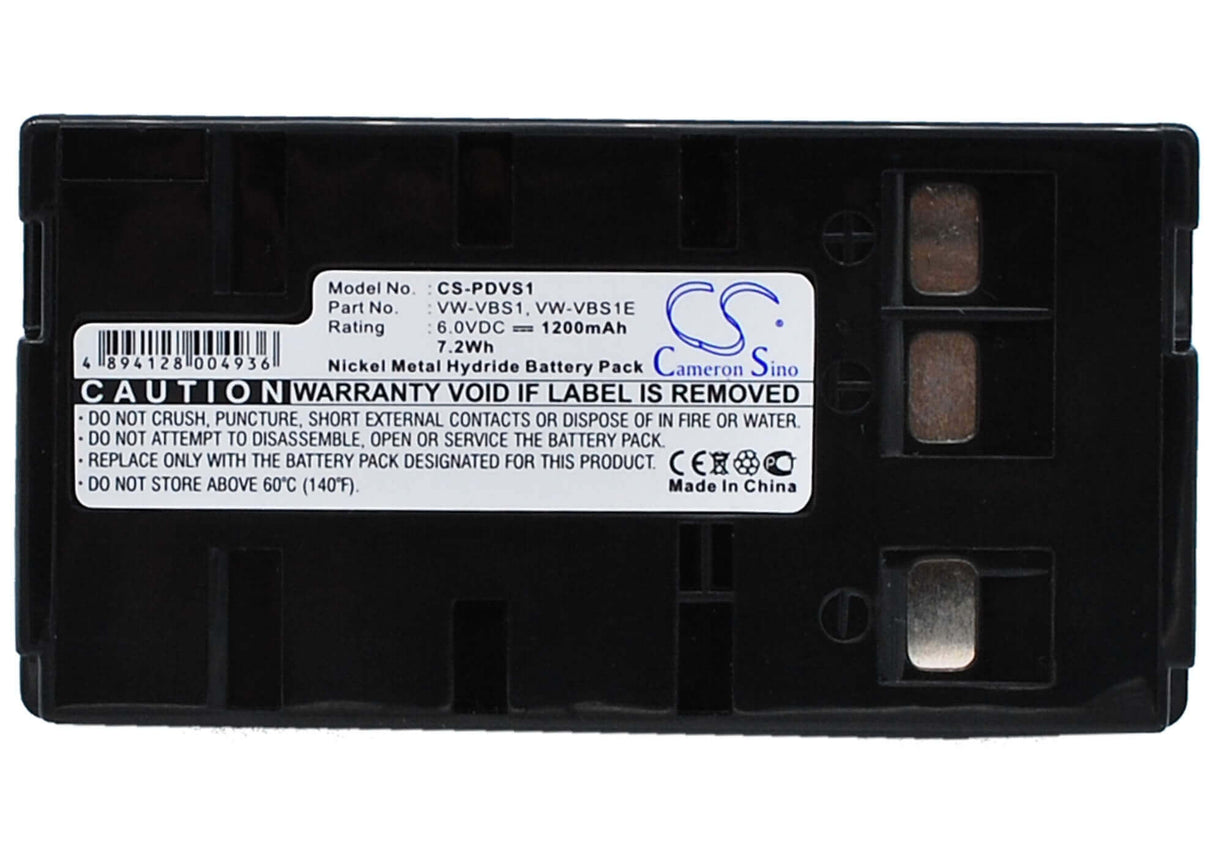 Model No. : CS-PDVS1
Part No. : VW-VBS1, VW-VBS1E
Rating : 6.0VDC ⎓ 1200mAh
7.2Wh
Nickel Metal Hydride Battery Pack
CS
Cameron Sino
4 894128 004936
CAUTION WARRANTY VOID IF LABEL IS REMOVED
• DO NOT CRUSH, PUNCTURE, SHORT EXTERNAL CONTACTS OR DISPOSE OF IN FIRE OR WATER.
• DO NOT ATTEMPT TO DISASSEMBLE, OPEN OR SERVICE THE BATTERY PACK.
• REPLACE ONLY WITH THE BATTERY PACK DESIGNATED FOR THIS PRODUCT.
• DO NOT STORE ABOVE 60°C (140°F).
CE
Made In China
+
T
−